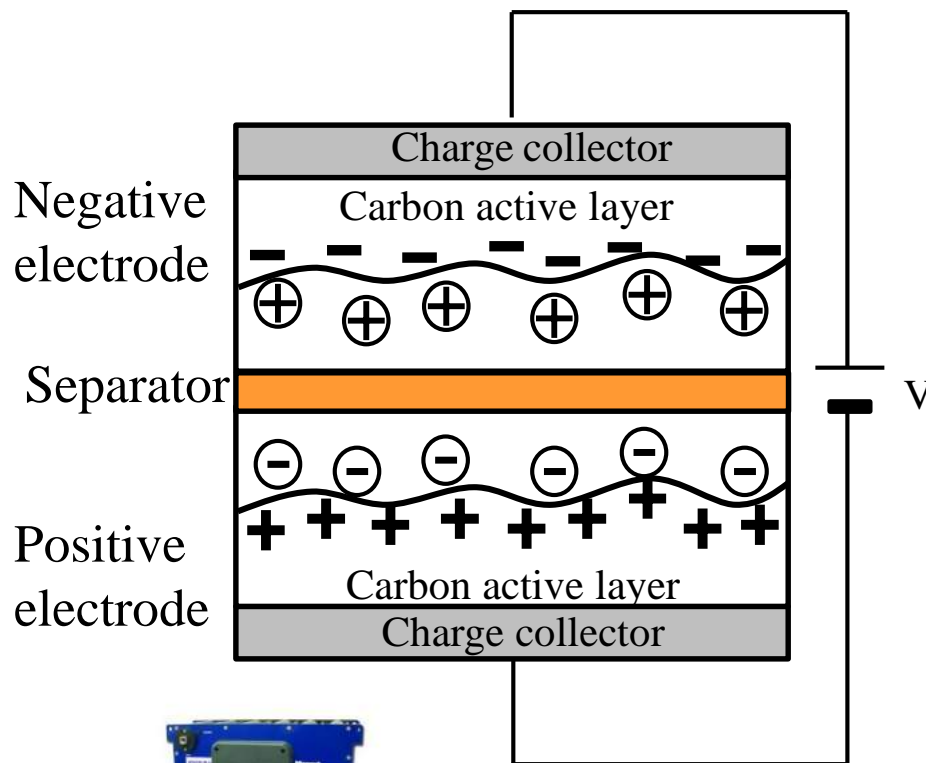 Charge collector
Negative
electrode
Carbon active layer
Separator
V
Positive
electrode
Carbon active layer
Charge collector